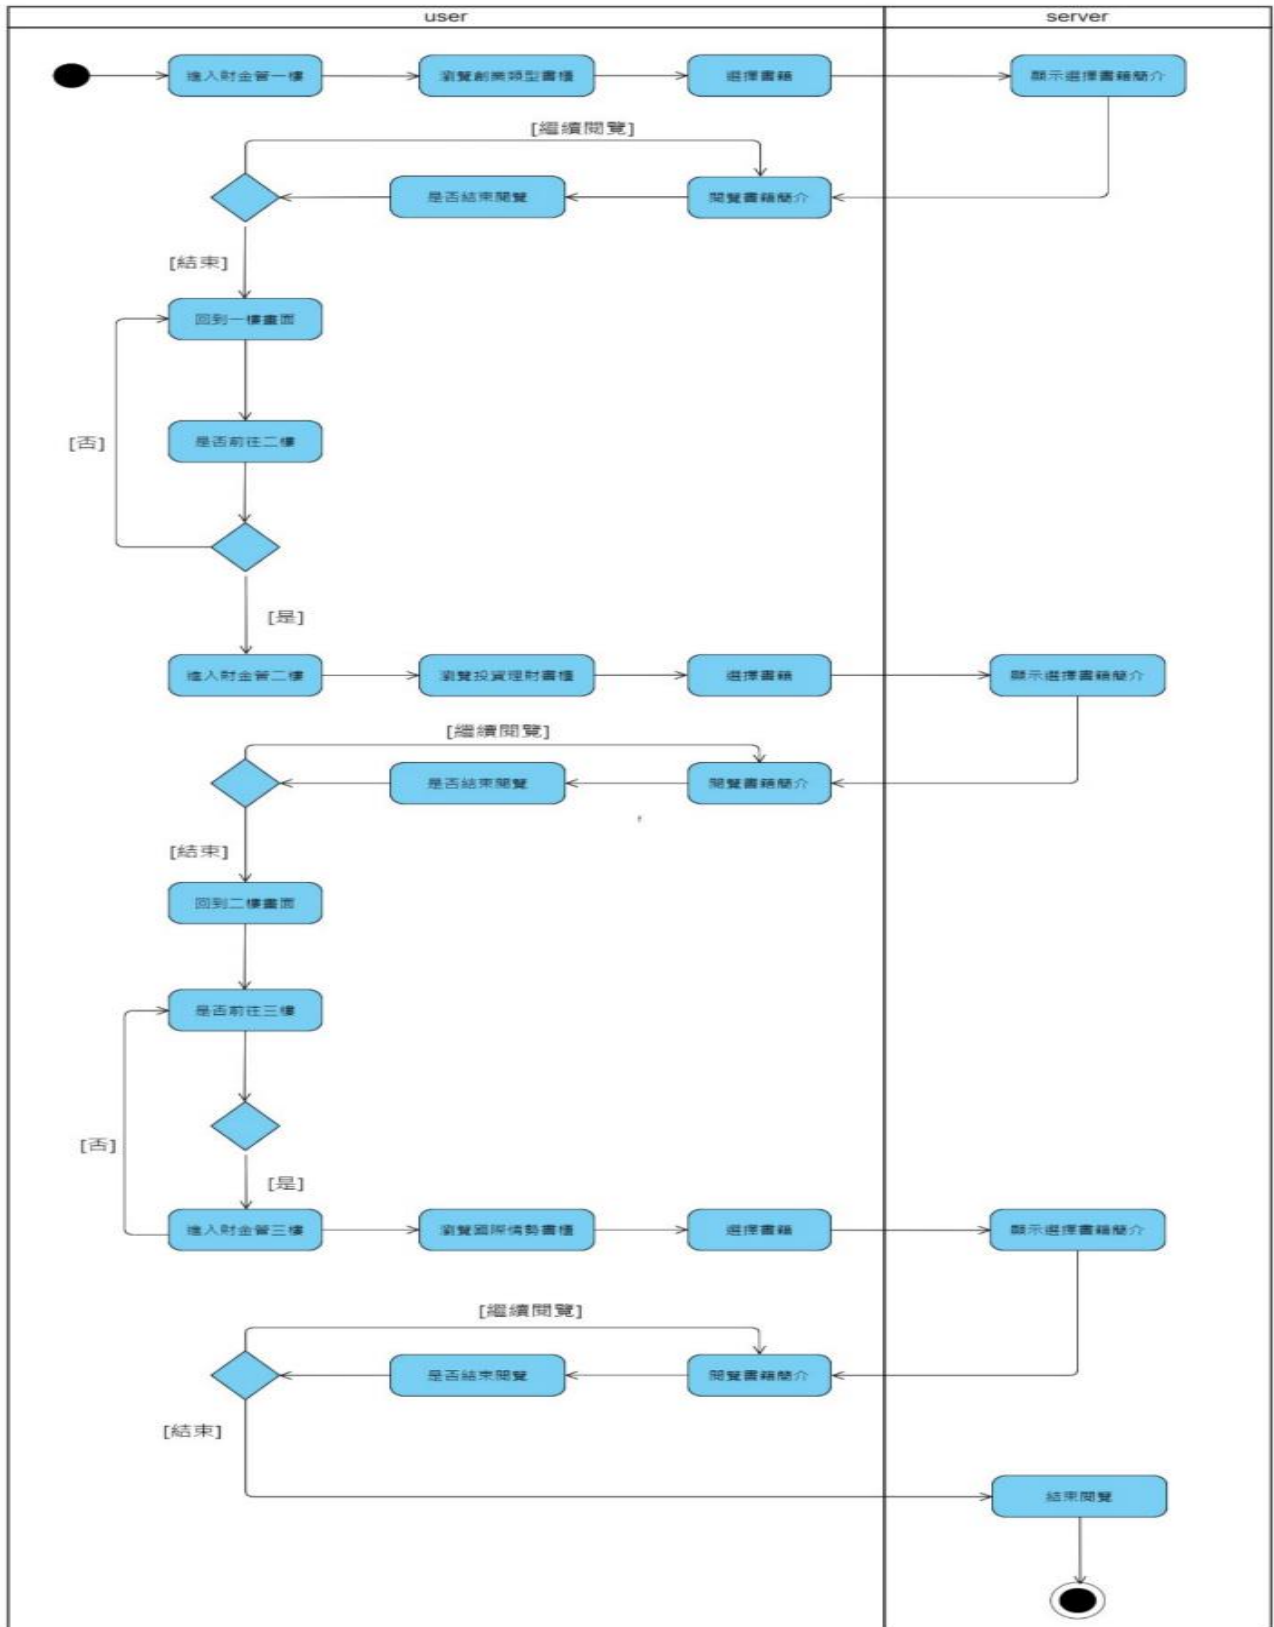 user
server
進入財金管一樓
瀏覽創業類型書櫃
選擇書籍
顯示選擇書籍簡介
[繼續閱覽]
是否結束閱覽
閱覽書籍簡介
[結束]
回到一樓畫面
[否]
是否前往二樓
[是]
進入財金管二樓
瀏覽投資理財書櫃
選擇書籍
顯示選擇書籍簡介
[繼續閱覽]
是否結束閱覽
閱覽書籍簡介
[結束]
回到二樓畫面
是否前往三樓
[否]
[是]
進入財金管三樓
瀏覽國際情勢書櫃
選擇書籍
顯示選擇書籍簡介
[繼續閱覽]
是否結束閱覽
閱覽書籍簡介
[結束]
結束閱覽